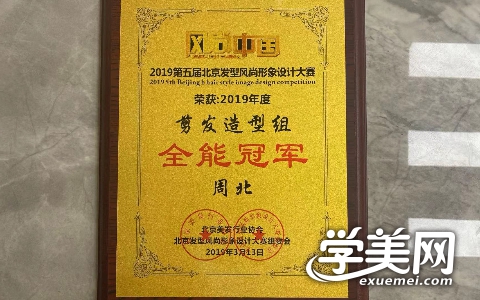 风尚中国
2019第五届北京发型风尚形象设计大赛
2019 5th Beijing hair style image design competition
荣获:2019年度
剪发造型组
全能冠军
周北
北京美发行业协会
北京发型风尚形象设计大赛组委会
2019年3月13日
学美网
exuemei.com